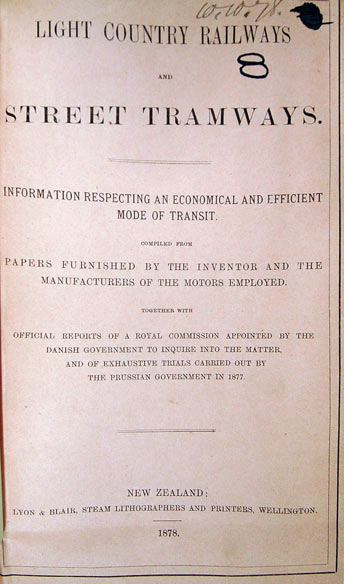 W.W. 78.
LIGHT COUNTRY RAILWAYS
8
AND
STREET TRAMWAYS.
INFORMATION RESPECTING AN ECONOMICAL AND EFFICIENT
MODE OF TRANSIT.
COMPILED FROM
PAPERS FURNISHED BY THE INVENTOR AND THE
MANUFACTURERS OF THE MOTORS EMPLOYED.
TOGETHER WITH
OFFICIAL REPORTS OF A ROYAL COMMISSION APPOINTED BY THE
DANISH GOVERNMENT TO INQUIRE INTO THE MATTER,
AND OF EXHAUSTIVE TRIALS CARRIED OUT BY
THE PRUSSIAN GOVERNMENT IN 1877.
NEW ZEALAND:
LYON & BLAIR, STEAM LITHOGRAPHERS AND PRINTERS, WELLINGTON.
1878.